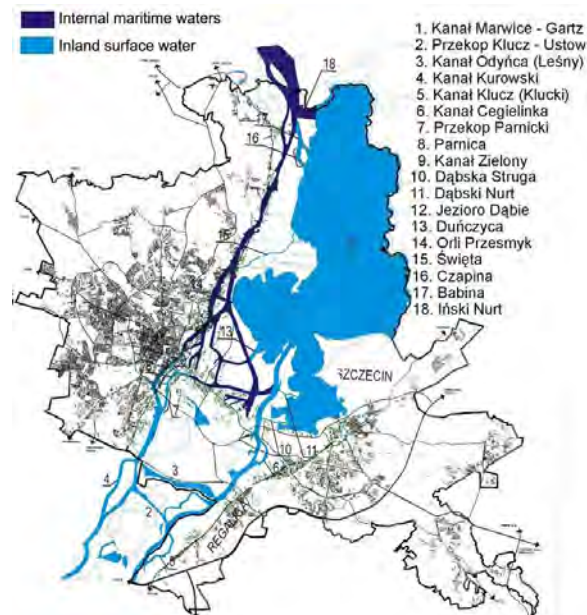 Internal maritime waters
Inland surface water
1. Kanał Marwice - Gartz
2. Przekop Klucz - Ustow
3. Kanał Odyńca (Leśny)
4. Kanał Kurowski
5. Kanał Klucz (Klucki)
6. Kanał Cegielinka
7. Przekop Parnicki
8. Parnica
9. Kanał Zielony
10. Dąbska Struga
11. Dąbski Nurt
12. Jezioro Dąbie
13. Duńczyca
14. Orli Przesmyk
15. Święta
16. Czapina
17. Babina
18. Iński Nurt
18
17
16
15
13
SZCZECIN
7
10
11
6
3
4
2
REGALICA